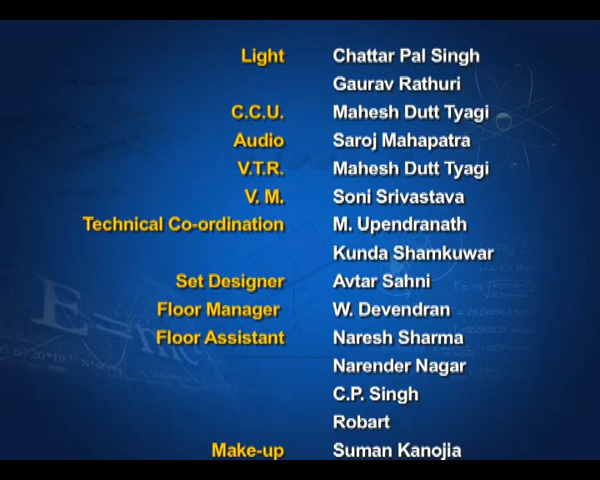 Light Chattar Pal Singh
Gaurav Rathuri
C.C.U. Mahesh Dutt Tyagi
Audio Saroj Mahapatra
V.T.R. Mahesh Dutt Tyagi
V. M. Soni Srivastava
Technical Co-ordination M. Upendranath
Kunda Shamkuwar
Set Designer Avtar Sahni
Floor Manager W. Devendran
Floor Assistant Naresh Sharma
Narender Nagar
C.P. Singh
Robart
Make-up Suman Kanojia
E=mc